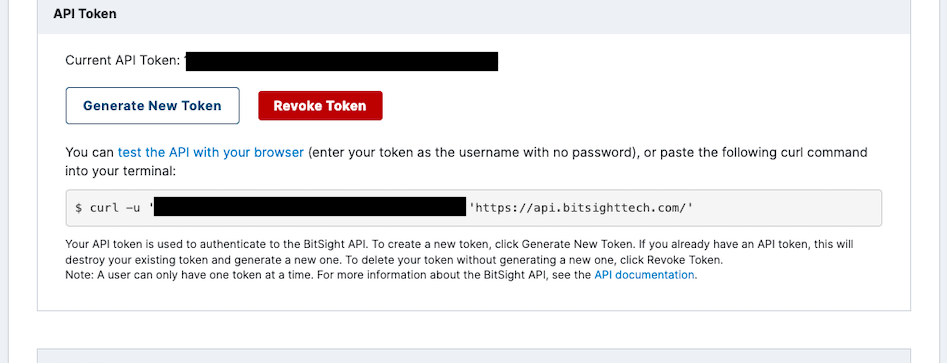 API Token
Current API Token:
Generate New Token
Revoke Token
You can test the API with your browser (enter your token as the username with no password), or paste the following curl command
into your terminal:
$ curl -u ' 'https://api.bitsighttech.com/'
Your API token is used to authenticate to the BitSight API. To create a new token, click Generate New Token. If you already have an API token, this will
destroy your existing token and generate a new one. To delete your token without generating a new one, click Revoke Token.
Note: A user can only have one token at a time. For more information about the BitSight API, see the API documentation.